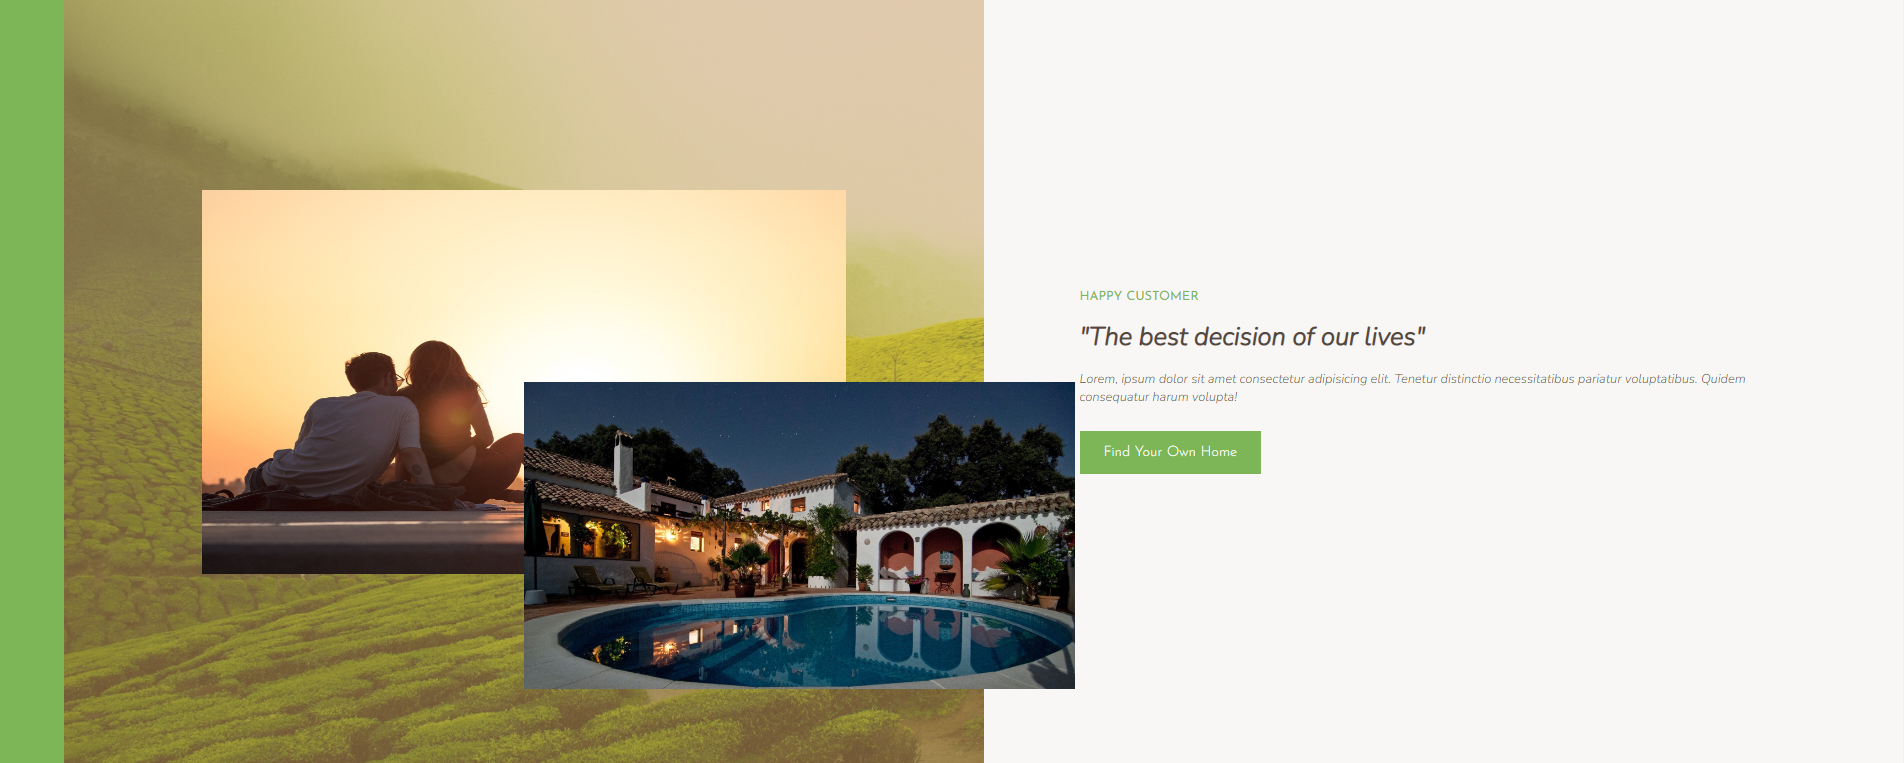 HAPPY CUSTOMER
"The best decision of our lives"
Lorem, ipsum dolor sit amet consectetur adipisicing elit. Tenetur distinctio necessitatibus pariatur voluptatibus. Quidem
consequatur harum volupta!
Find Your Own Home